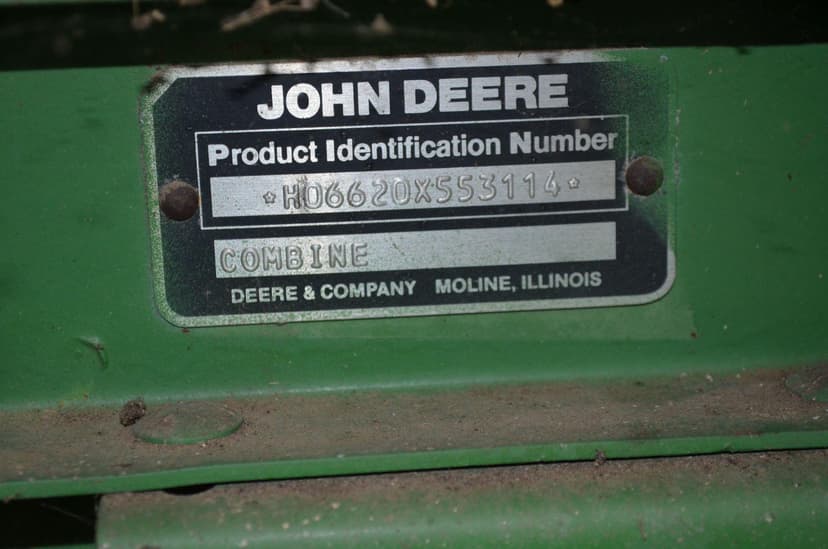 JOHN DEERE
Product Identification Number
*H06620X553114*
COMBINE
DEERE & COMPANY MOLINE, ILLINOIS